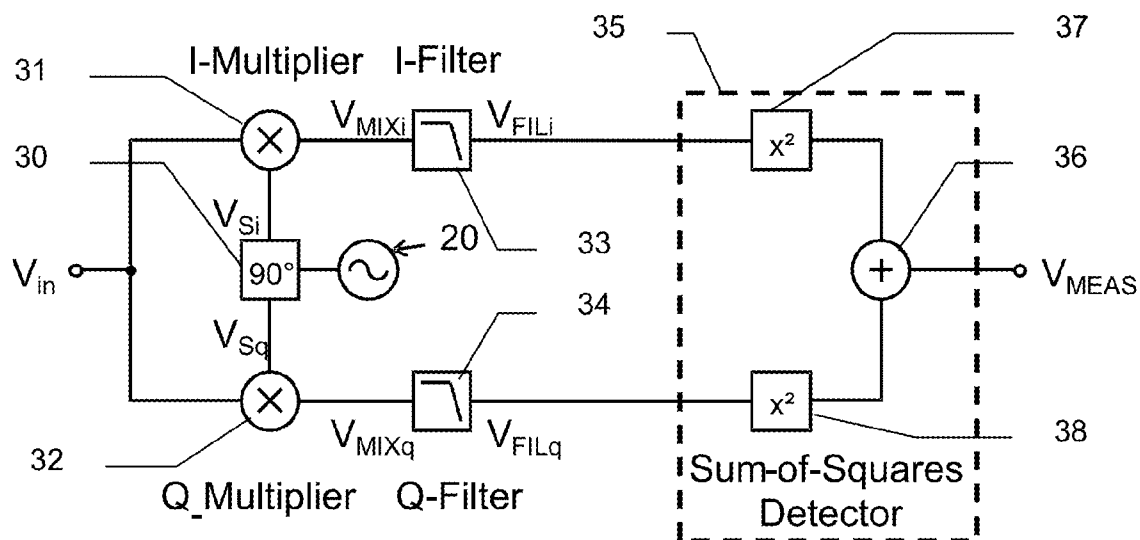 35
37
31
I-Multiplier I-Filter
V_MIXi
V_FILi
x²
30
36
V_Si
20
33
V_in
90°
+
V_MEAS
34
V_Sq
x²
32
V_MIXq
V_FILq
38
Q_Multiplier Q-Filter
Sum-of-Squares
Detector